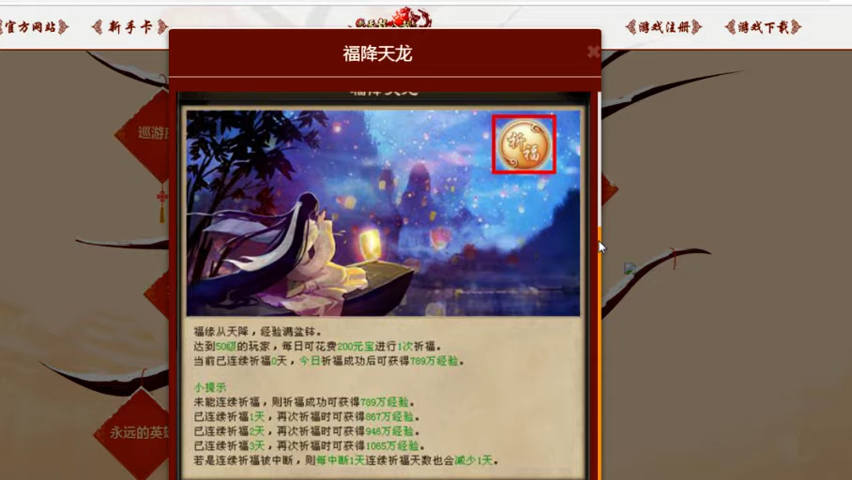 官方网站
新手卡
游戏注册
游戏下载
福降天龙
福降天龙
祈福
巡游
福缘从天降，经验满盆钵。
达到50级的玩家，每日可花费200元宝进行1次祈福。
当前已连续祈福0天，今日祈福成功后可获得789万经验。
小提示
未能连续祈福，则祈福成功可获得789万经验。
已连续祈福1天，再次祈福时可获得867万经验。
已连续祈福2天，再次祈福时可获得946万经验。
已连续祈福3天，再次祈福时可获得1065万经验。
若是连续祈福被中断，则每中断1天连续祈福天数也会减少1天。
永远的英雄